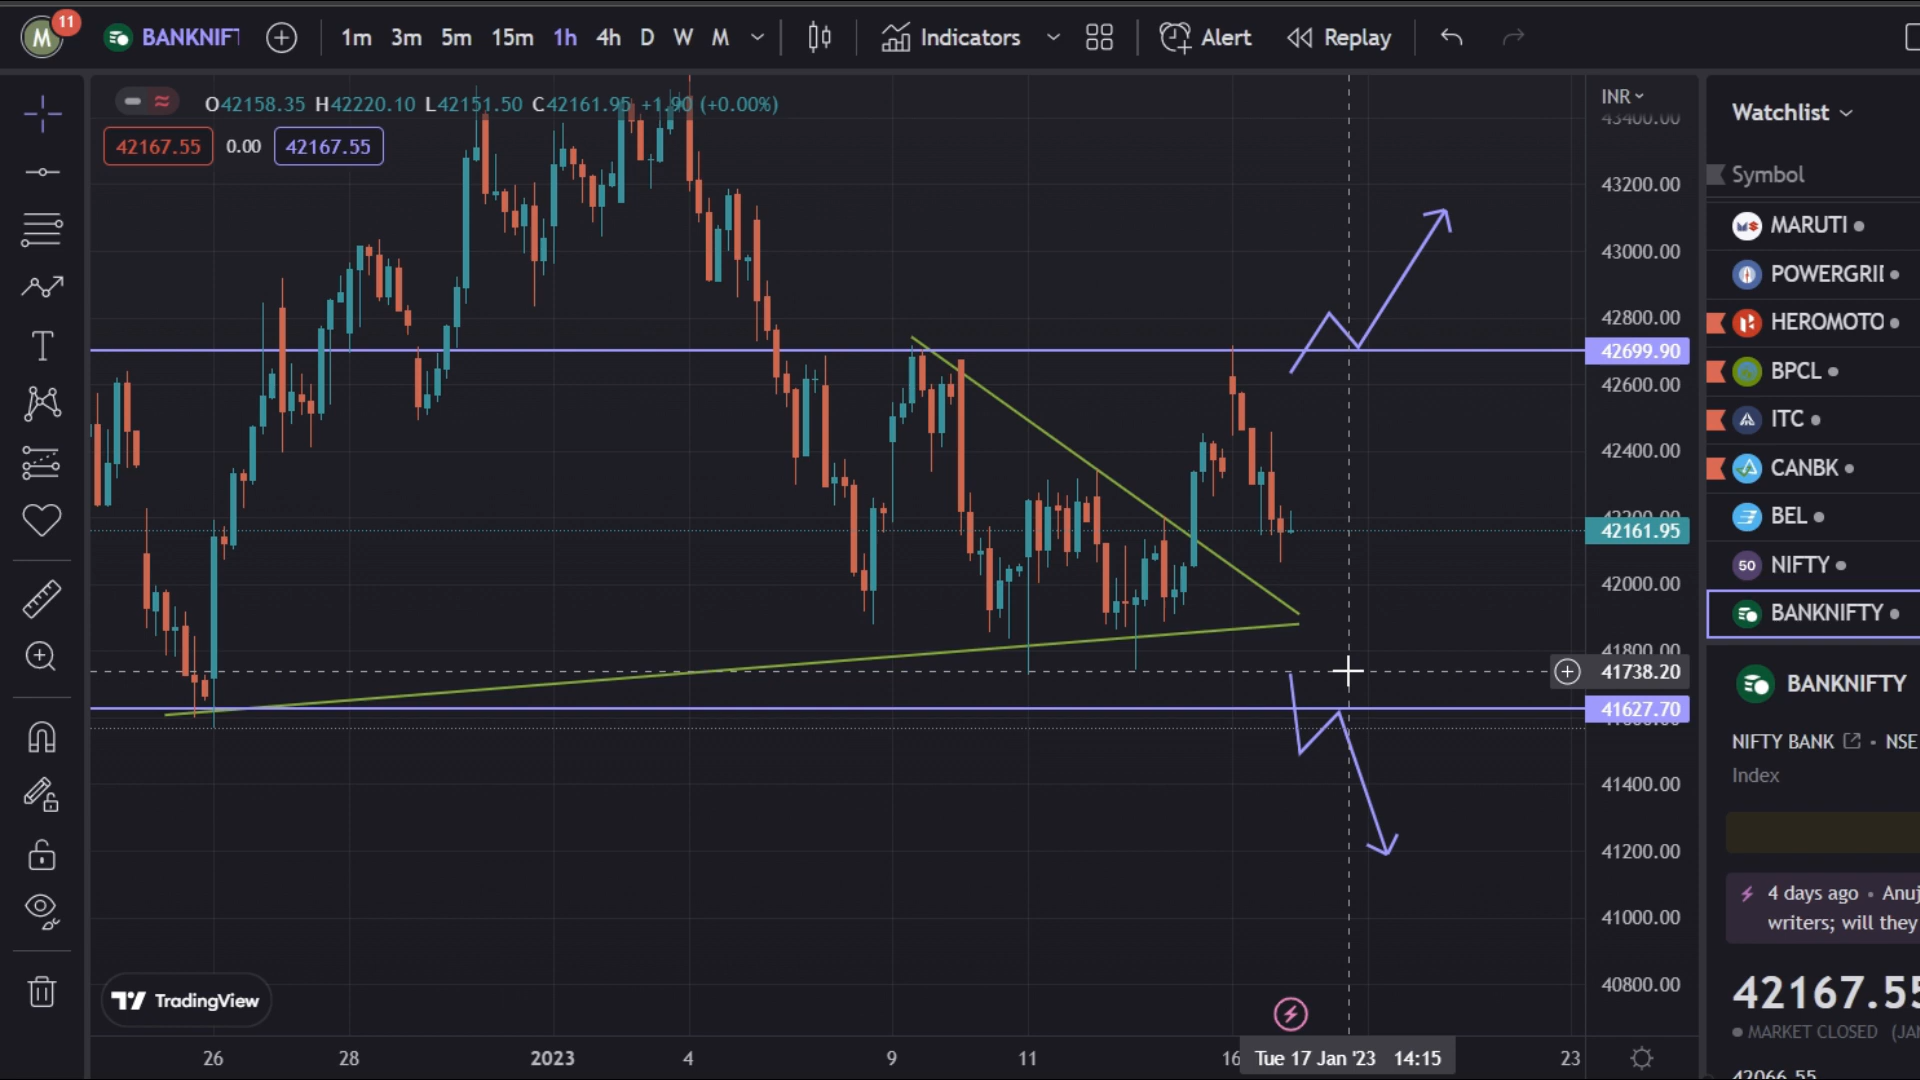 M 11 BANKNIFT 1m 3m 5m 15m 1h 4h D W M Indicators Alert Replay
O42158.35 H42220.10 L42151.50 C42161.95 +1.90 (+0.00%)
42167.55 0.00 42167.55
INR
43400.00
43200.00
43000.00
42800.00
42699.90
42600.00
42400.00
42200.00
42161.95
42000.00
41800.00
41738.20
41627.70
41400.00
41200.00
41000.00
40800.00
TradingView
26 28 2023 4 9 11 16 Tue 17 Jan '23 14:15 23
Watchlist
Symbol
MARUTI
POWERGRI
HEROMOTO
BPCL
ITC
CANBK
BEL
50 NIFTY
BANKNIFTY
BANKNIFTY
NIFTY BANK • NSE
Index
4 days ago • Anuj
writers; will they
42167.55
MARKET CLOSED (JAN
42066.55